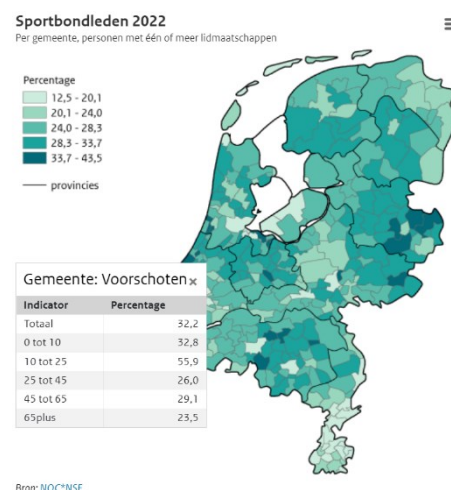 Sportbondleden 2022
Per gemeente, personen met één of meer lidmaatschappen
Percentage
12,5 - 20,1
20,1 - 24,0
24,0 - 28,3
28,3 - 33,7
33,7 - 43,5
provincies
Gemeente: Voorschoten×
Indicator Percentage
Totaal 32,2
0 tot 10 32,8
10 tot 25 55,9
25 tot 45 26,0
45 tot 65 29,1
65plus 23,5
Bron: NOC*NSF